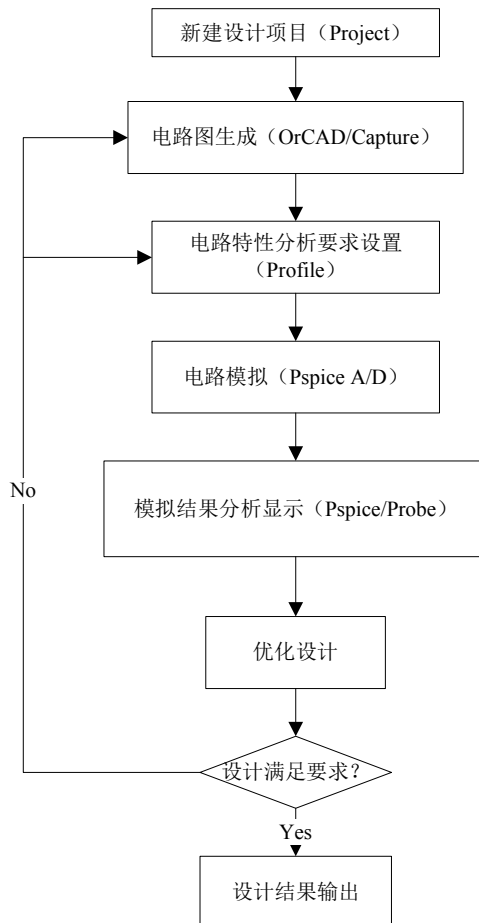 新建设计项目（Project）
电路图生成（OrCAD/Capture）
电路特性分析要求设置
（Profile）
电路模拟（Pspice A/D）
No
模拟结果分析显示（Pspice/Probe）
优化设计
设计满足要求？
Yes
设计结果输出